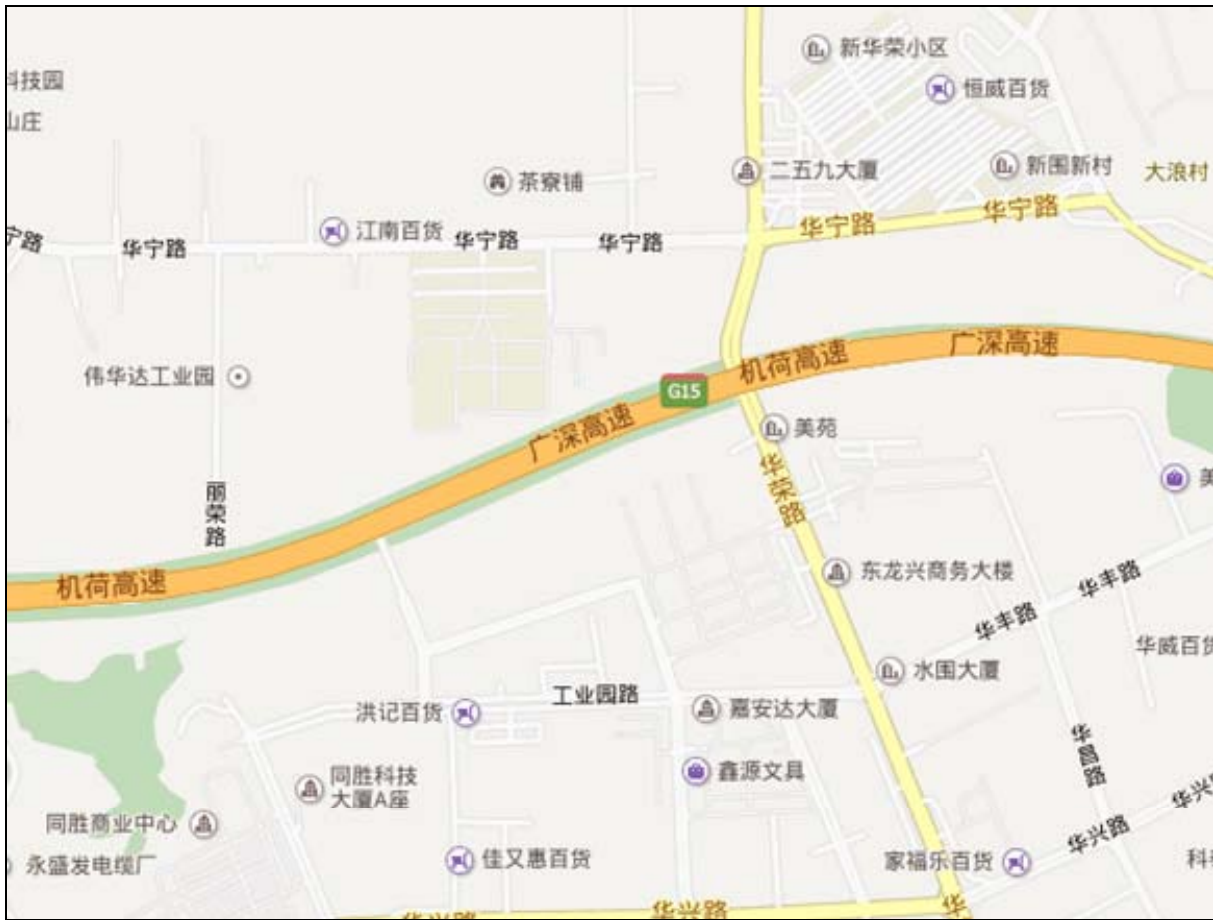 新华荣小区
科技园
恒威百货
山庄
二五九大厦
新围新村
大浪村
茶寮铺
华宁路
华宁路
江南百货
宁路
华宁路
华宁路
华宁路
广深高速
机荷高速
伟华达工业园
G15
广深高速
美苑
华荣路
美
丽荣路
机荷高速
东龙兴商务大楼
华丰路
华丰路
华威百货
水围大厦
工业园路
洪记百货
嘉安达大厦
华昌路
同胜科技
大厦A座
鑫源文具
华兴
同胜商业中心
华兴路
永盛发电缆厂
佳又惠百货
家福乐百货
科
华兴路
华兴路
华